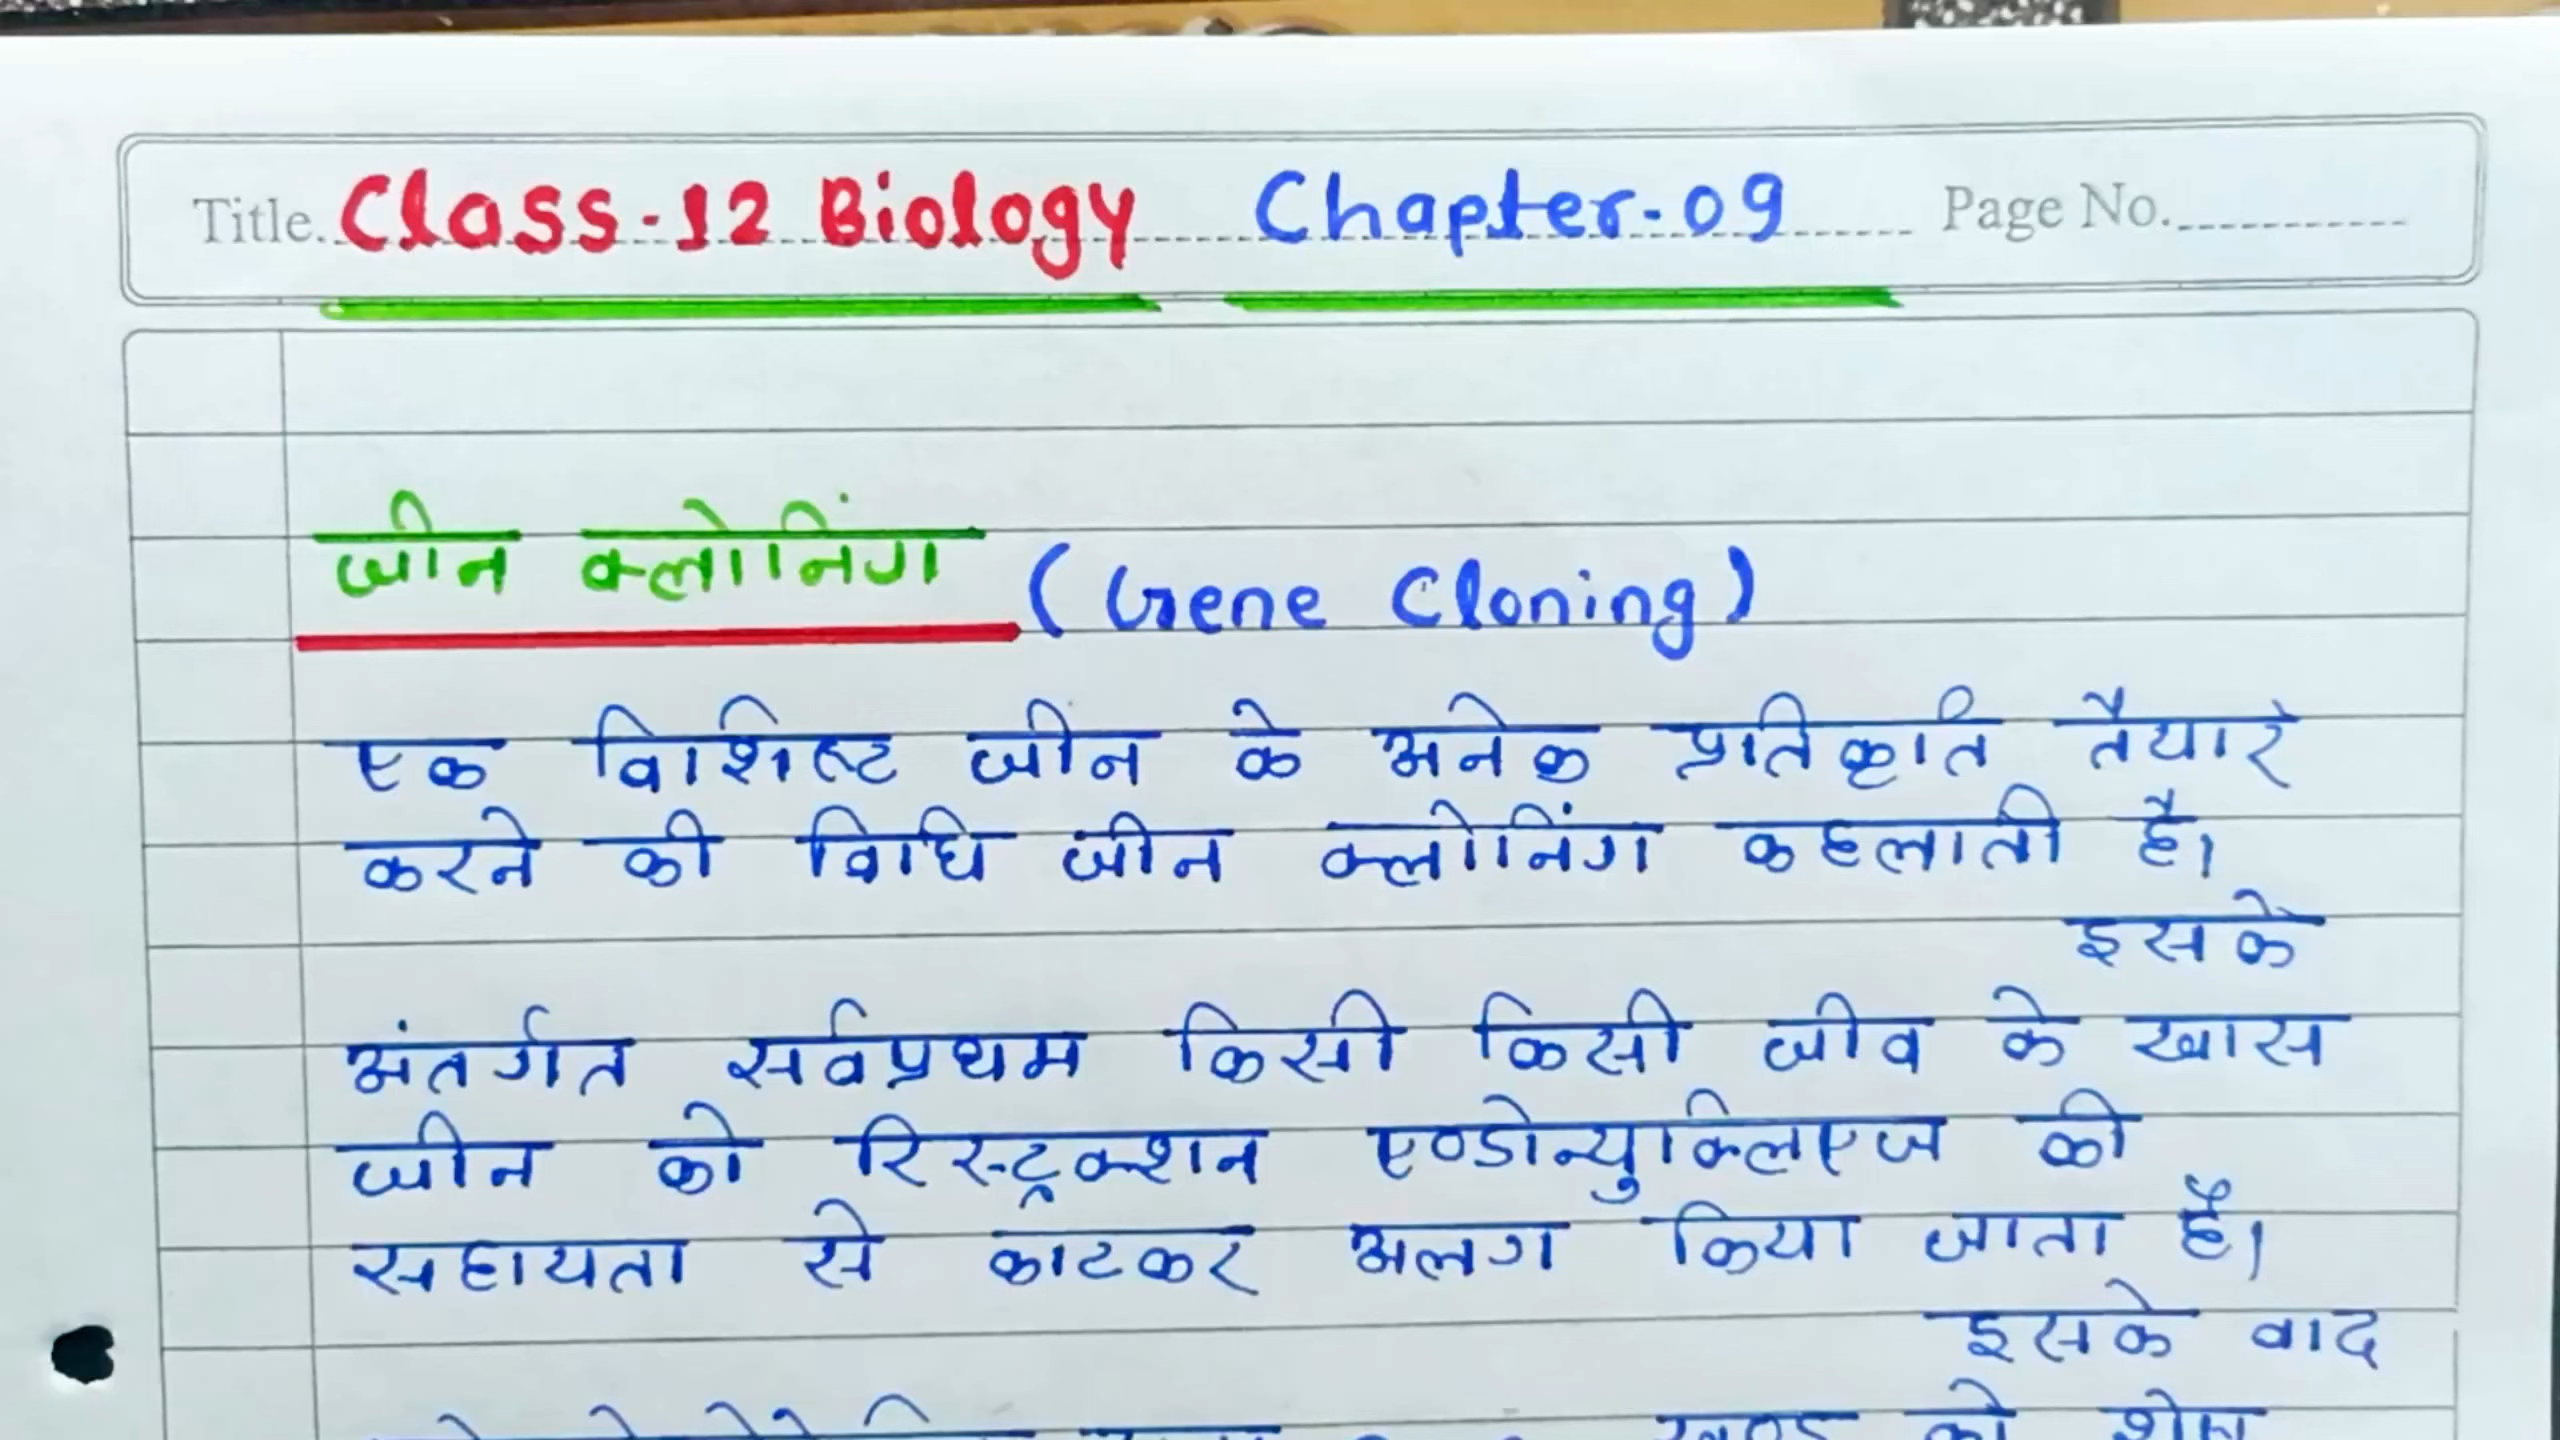 Title. Class-12 Biology Chapter-09 Page No.
जीन क्लोनिंग (Gene Cloning)
एक विशिष्ट जीन के अनेक प्रतिकृति तैयार
करने की विधि जीन क्लोनिंग कहलाती है।
इसके
अंतर्गत सर्वप्रथम किसी किसी जीव के खास
जीन को रिस्ट्रक्शन एण्डोन्युक्लिएज की
सहायता से काटकर अलग किया जाता है।
इसके वाद
खण्ड को